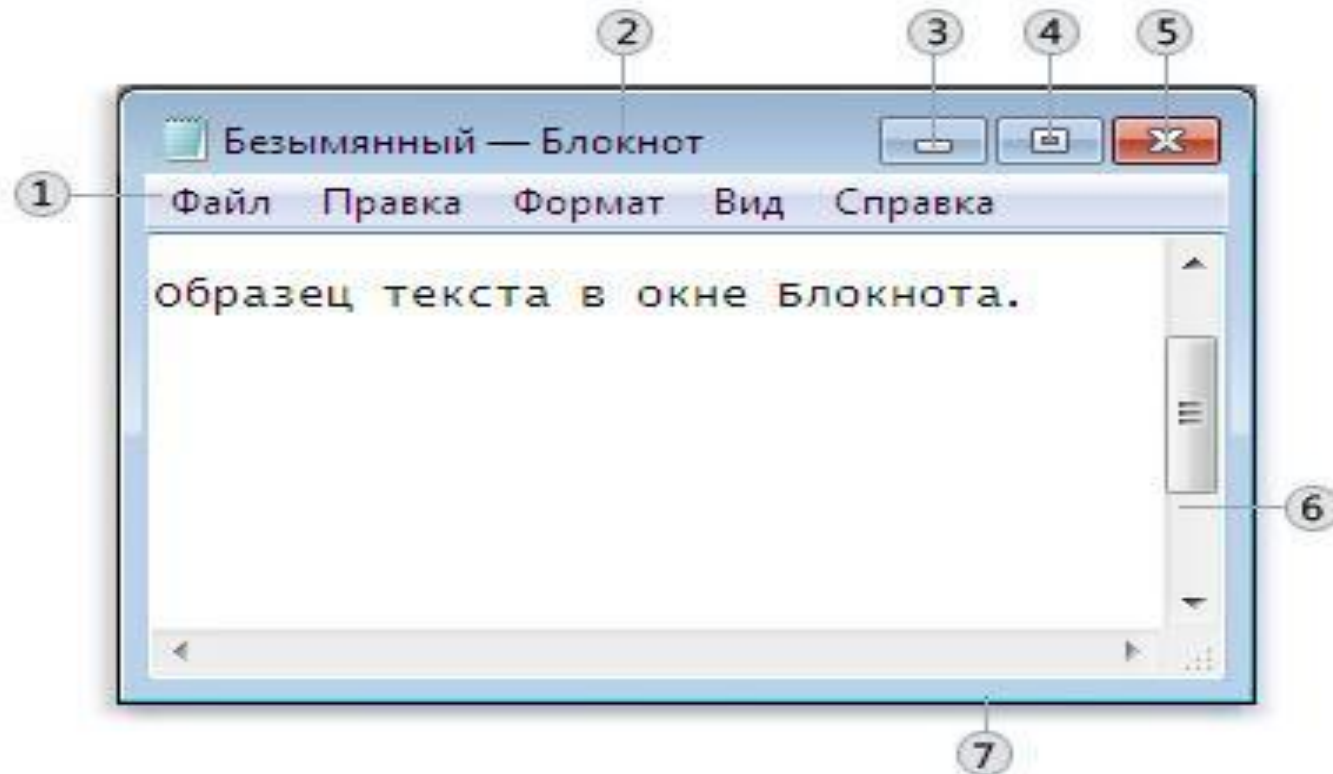 2 3 4 5
Безымянный — Блокнот
1
Файл Правка Формат Вид Справка
Образец текста в окне Блокнота.
6
7